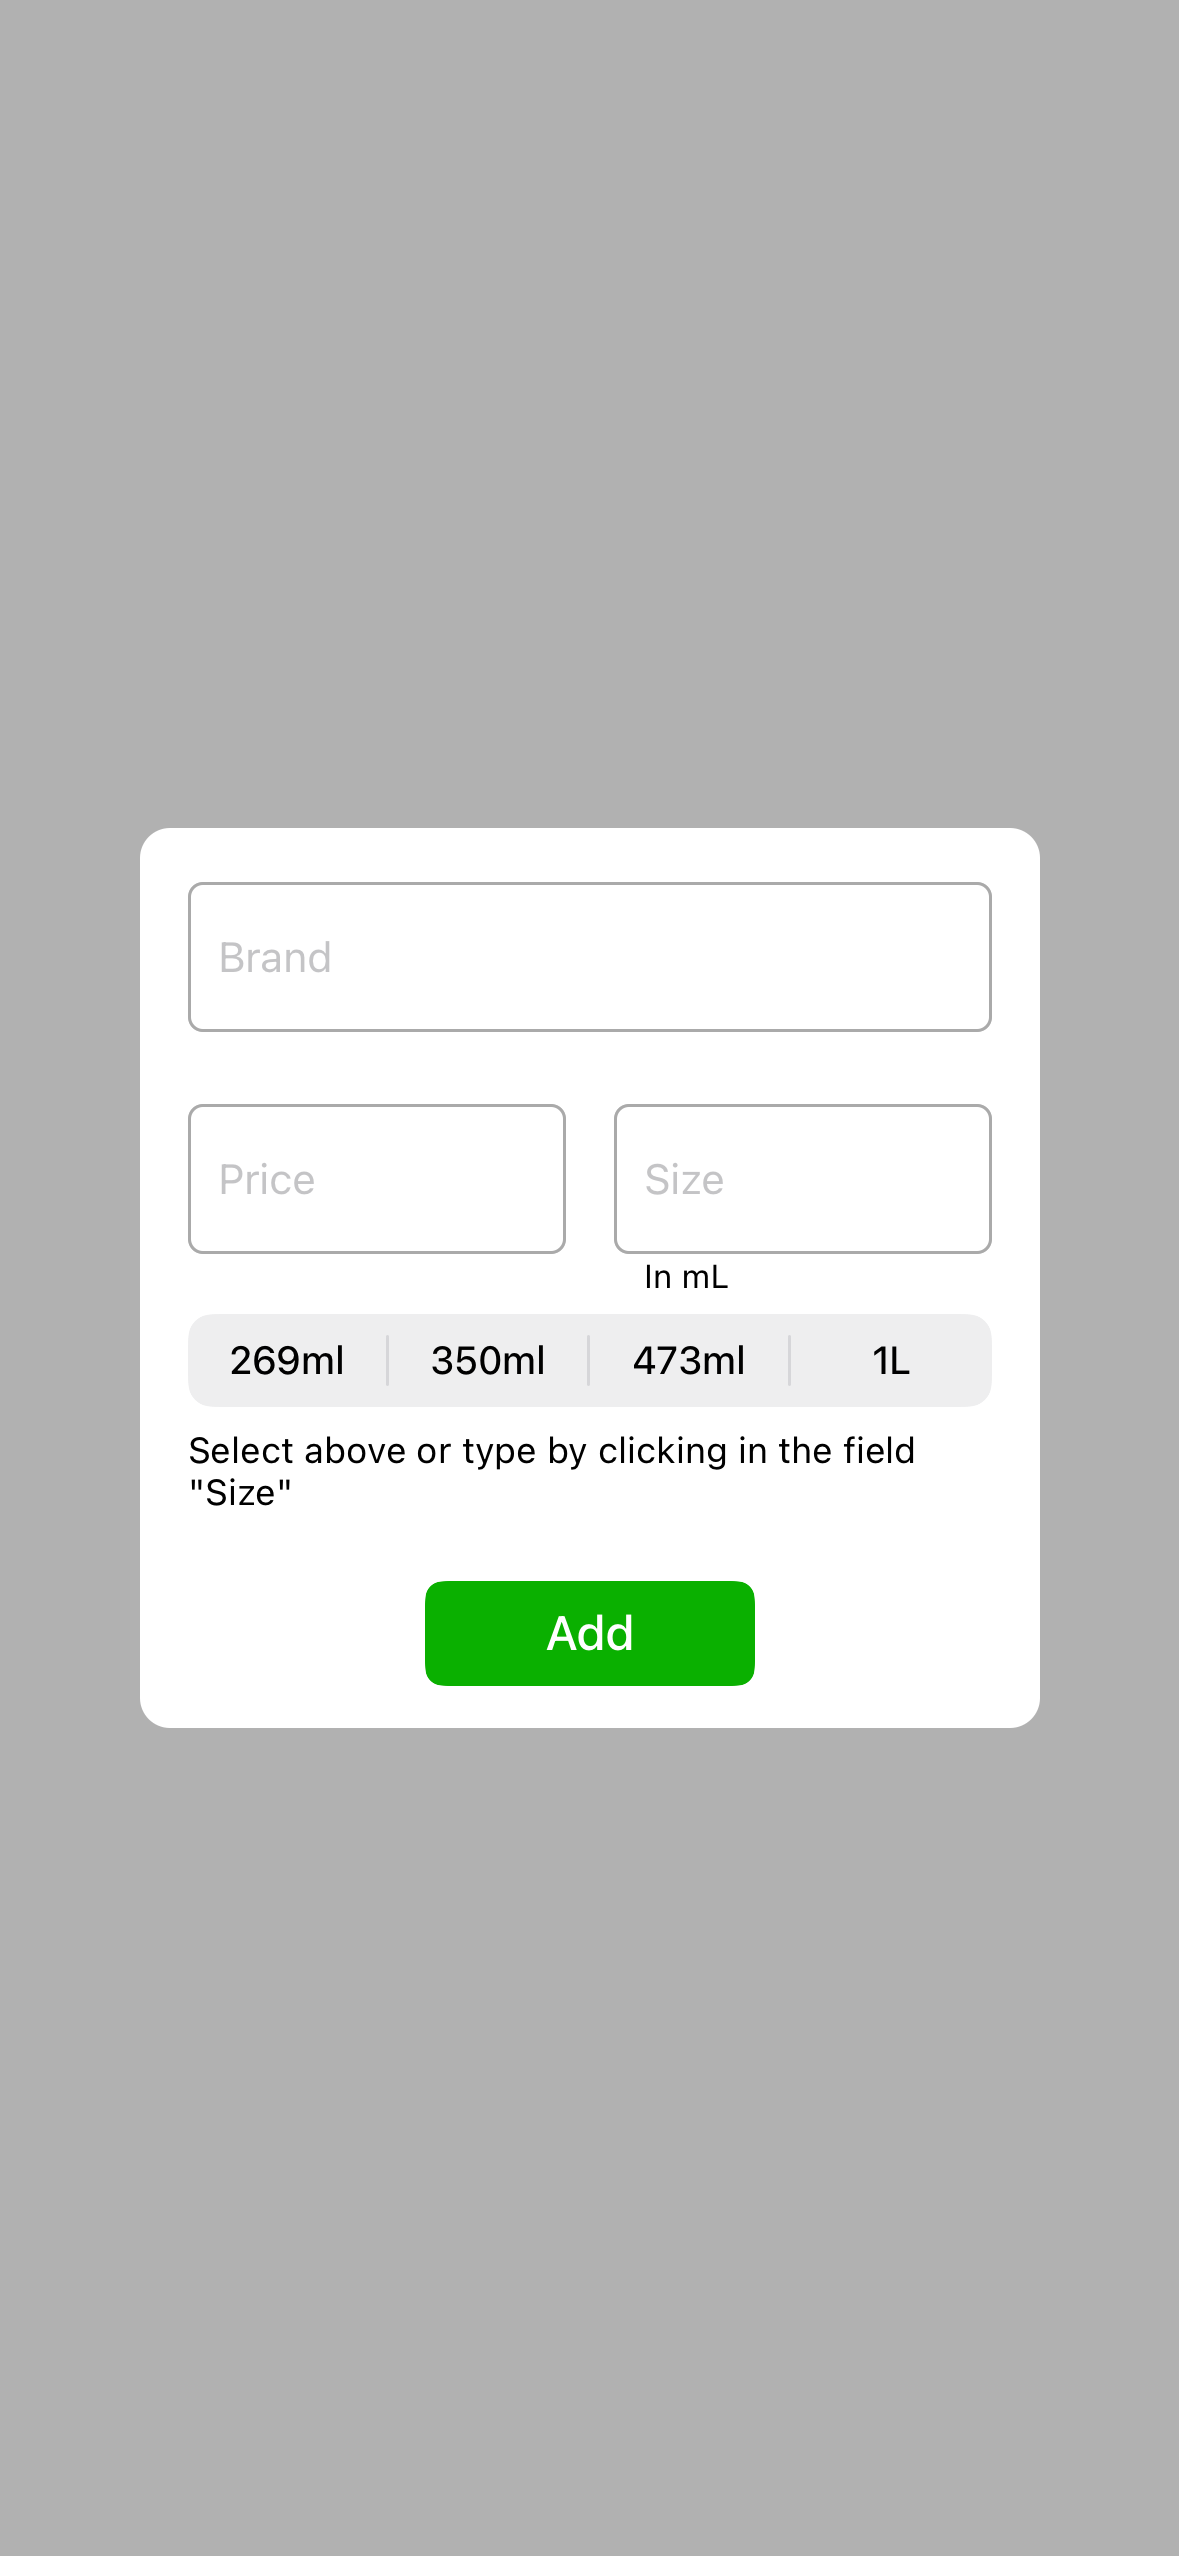 Brand
Price Size
In mL
269ml 350ml 473ml 1L
Select above or type by clicking in the field
"Size"
Add